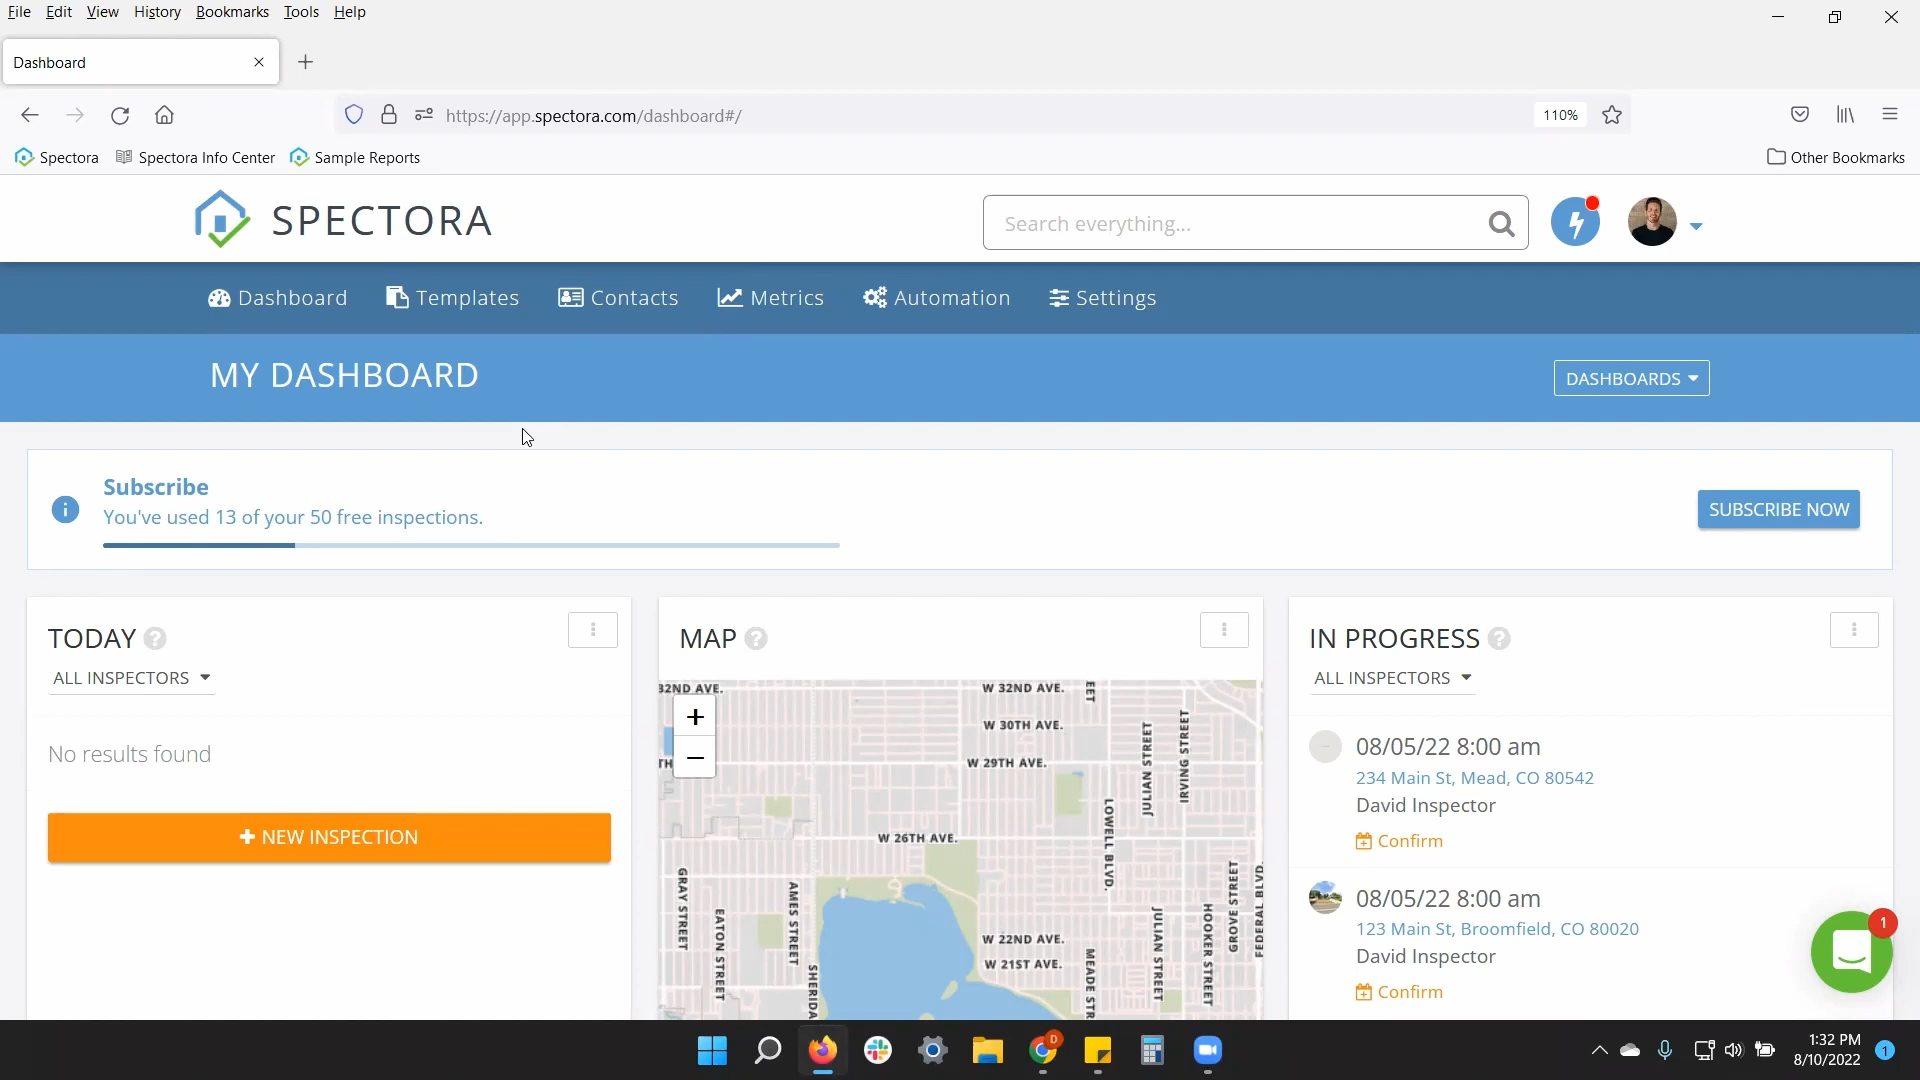 File Edit View History Bookmarks Tools Help
Dashboard
https://app.spectora.com/dashboard#/
110%
Spectora
Spectora Info Center
Sample Reports
Other Bookmarks
SPECTORA
Search everything...
Dashboard
Templates
Contacts
Metrics
Automation
Settings
MY DASHBOARD
DASHBOARDS
Subscribe
You've used 13 of your 50 free inspections.
SUBSCRIBE NOW
TODAY ?
ALL INSPECTORS
No results found
+ NEW INSPECTION
MAP ?
+
−
32ND AVE.
W 32ND AVE.
W 30TH AVE.
W 29TH AVE.
W 26TH AVE.
W 22ND AVE.
W 21ST AVE.
GRAY STREET
EATON STREET
AMES STREET
SHERIDA
LOWELL BLVD.
MEADE STR
JULIAN STREET
IRVING STREET
JULIAN STREET
HOOKER STREET
GROVE STREET
FEDERAL BLVD.
EET
TH
IN PROGRESS ?
ALL INSPECTORS
08/05/22 8:00 am
234 Main St, Mead, CO 80542
David Inspector
Confirm
08/05/22 8:00 am
123 Main St, Broomfield, CO 80020
David Inspector
Confirm
1
D
1:32 PM
8/10/2022
1